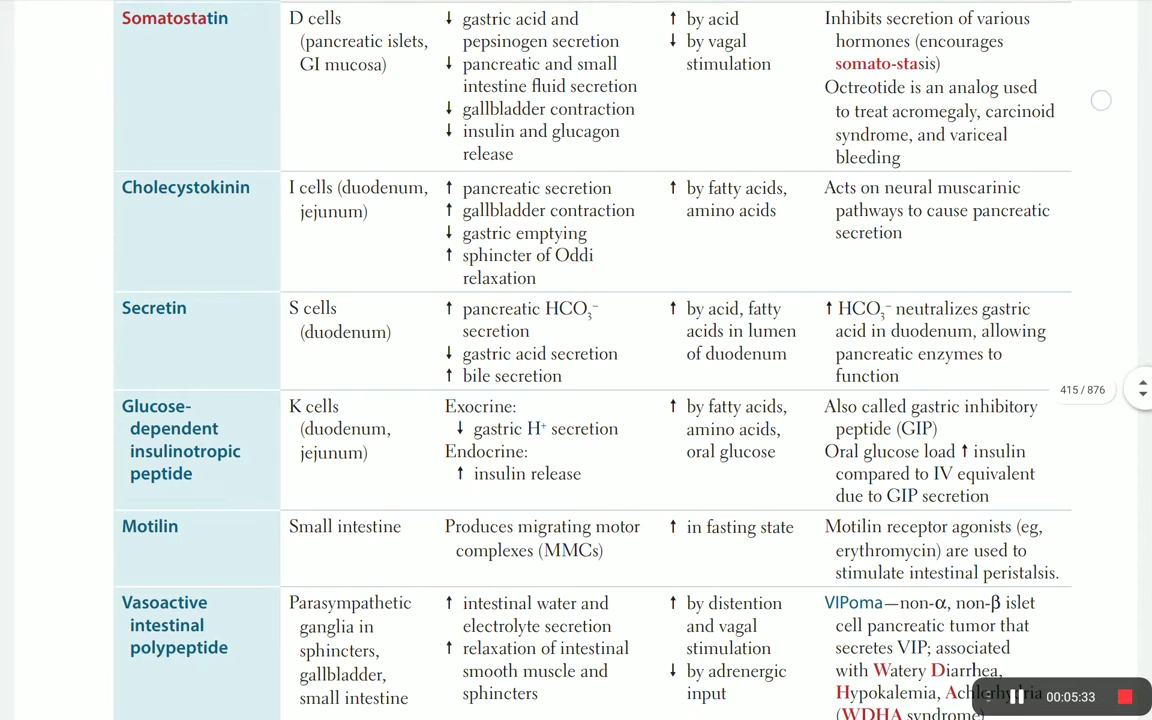 Somatostatin
D cells
(pancreatic islets,
GI mucosa)
↓ gastric acid and
pepsinogen secretion
↓ pancreatic and small
intestine fluid secretion
↓ gallbladder contraction
↓ insulin and glucagon
release
↑ by acid
↓ by vagal
stimulation
Inhibits secretion of various
hormones (encourages
somato-stasis)
Octreotide is an analog used
to treat acromegaly, carcinoid
syndrome, and variceal
bleeding
Cholecystokinin
I cells (duodenum,
jejunum)
↑ pancreatic secretion
↑ gallbladder contraction
↓ gastric emptying
↑ sphincter of Oddi
relaxation
↑ by fatty acids,
amino acids
Acts on neural muscarinic
pathways to cause pancreatic
secretion
Secretin
S cells
(duodenum)
↑ pancreatic HCO₃⁻
secretion
↓ gastric acid secretion
↑ bile secretion
↑ by acid, fatty
acids in lumen
of duodenum
↑ HCO₃⁻ neutralizes gastric
acid in duodenum, allowing
pancreatic enzymes to
function
415 / 876
Glucose-
dependent
insulinotropic
peptide
K cells
(duodenum,
jejunum)
Exocrine:
↓ gastric H⁺ secretion
Endocrine:
↑ insulin release
↑ by fatty acids,
amino acids,
oral glucose
Also called gastric inhibitory
peptide (GIP)
Oral glucose load ↑ insulin
compared to IV equivalent
due to GIP secretion
Motilin
Small intestine
Produces migrating motor
complexes (MMCs)
↑ in fasting state
Motilin receptor agonists (eg,
erythromycin) are used to
stimulate intestinal peristalsis.
Vasoactive
intestinal
polypeptide
Parasympathetic
ganglia in
sphincters,
gallbladder,
small intestine
↑ intestinal water and
electrolyte secretion
↑ relaxation of intestinal
smooth muscle and
sphincters
↑ by distention
and vagal
stimulation
↓ by adrenergic
input
VIPoma—non-α, non-β islet
cell pancreatic tumor that
secretes VIP; associated
with Watery Diarrhea,
Hypokalemia, Achlorhydria
(WDHA syndrome)
00:05:33